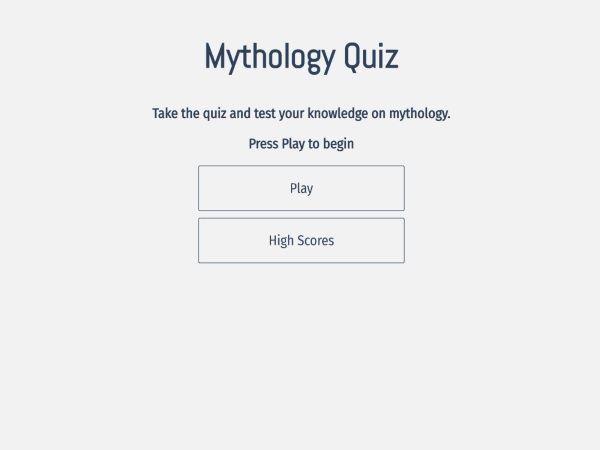 Mythology Quiz
Take the quiz and test your knowledge on mythology.
Press Play to begin
Play
High Scores